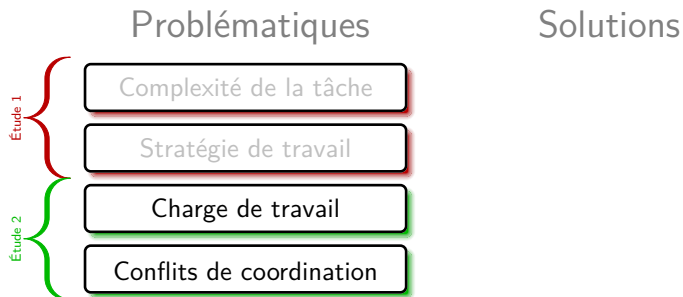 Problématiques
Solutions
Étude 1
Complexité de la tâche
Stratégie de travail
Étude 2
Charge de travail
Conflits de coordination